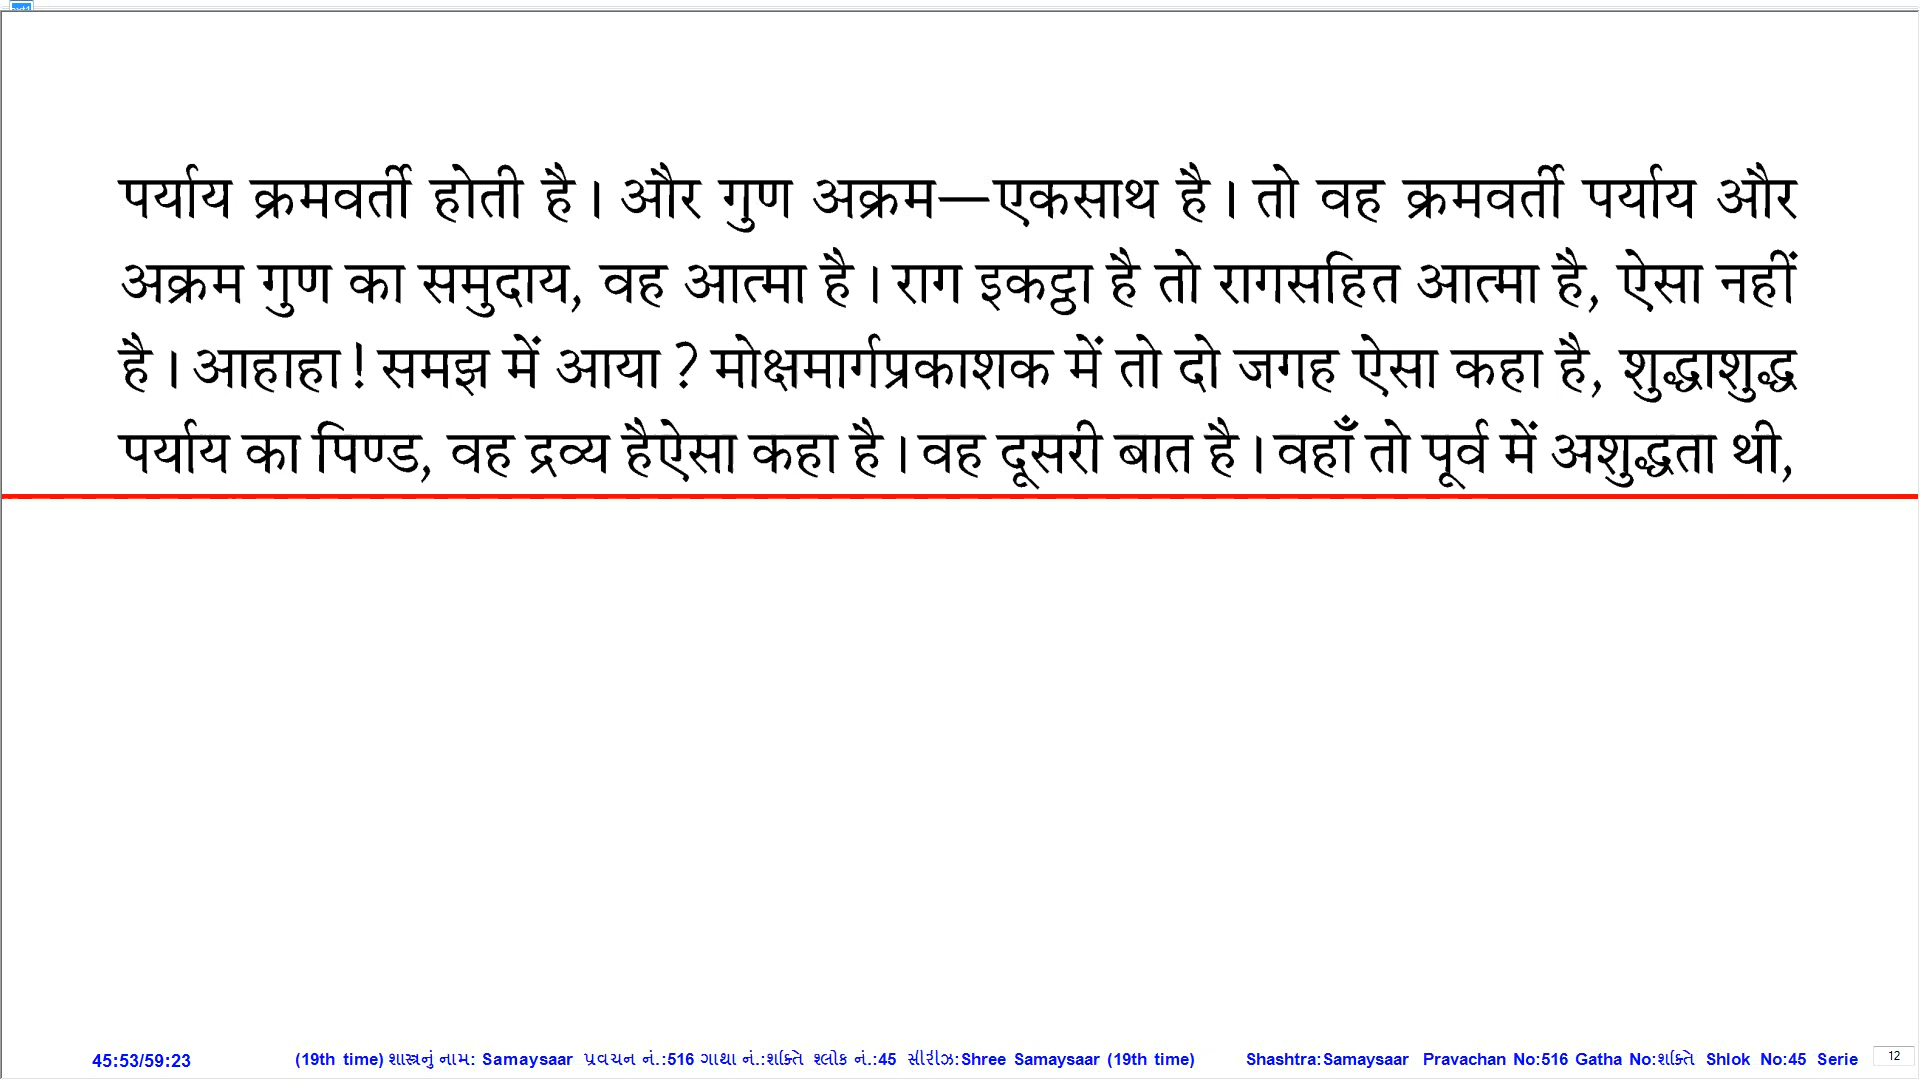 पर्याय क्रमवर्ती होती है। और गुण अक्रम—एकसाथ है। तो वह क्रमवर्ती पर्याय और
अक्रम गुण का समुदाय, वह आत्मा है। राग इकट्ठा है तो रागसहित आत्मा है, ऐसा नहीं
है। आहाहा! समझ में आया? मोक्षमार्गप्रकाशक में तो दो जगह ऐसा कहा है, शुद्धाशुद्ध
पर्याय का पिण्ड, वह द्रव्य हैऐसा कहा है। वह दूसरी बात है। वहाँ तो पूर्व में अशुद्धता थी,
45:53/59:23 (19th time) શાસ્ત્રનું નામ: Samaysaar પ્રવચન નં.:516 ગાથા નં.:શક્તિ શ્લોક નં.:45 સીરીઝ:Shree Samaysaar (19th time) Shashtra:Samaysaar Pravachan No:516 Gatha No:શક્તિ Shlok No:45 Serie 12